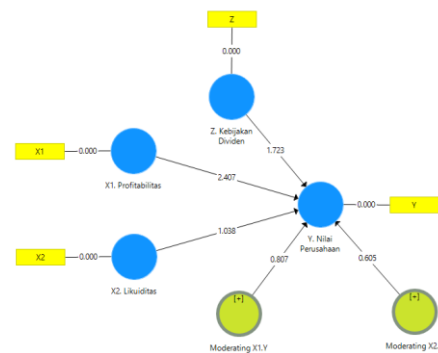 Z
0.000
Z. Kebijakan
Dividen
1.723
X1
0.000
X1. Profitabilitas
2.407
Y
0.000
Y. Nilai
Perusahaan
X2
0.000
X2. Likuiditas
1.038
0.807
0.605
[+]
Moderating X1.Y
[+]
Moderating X2.